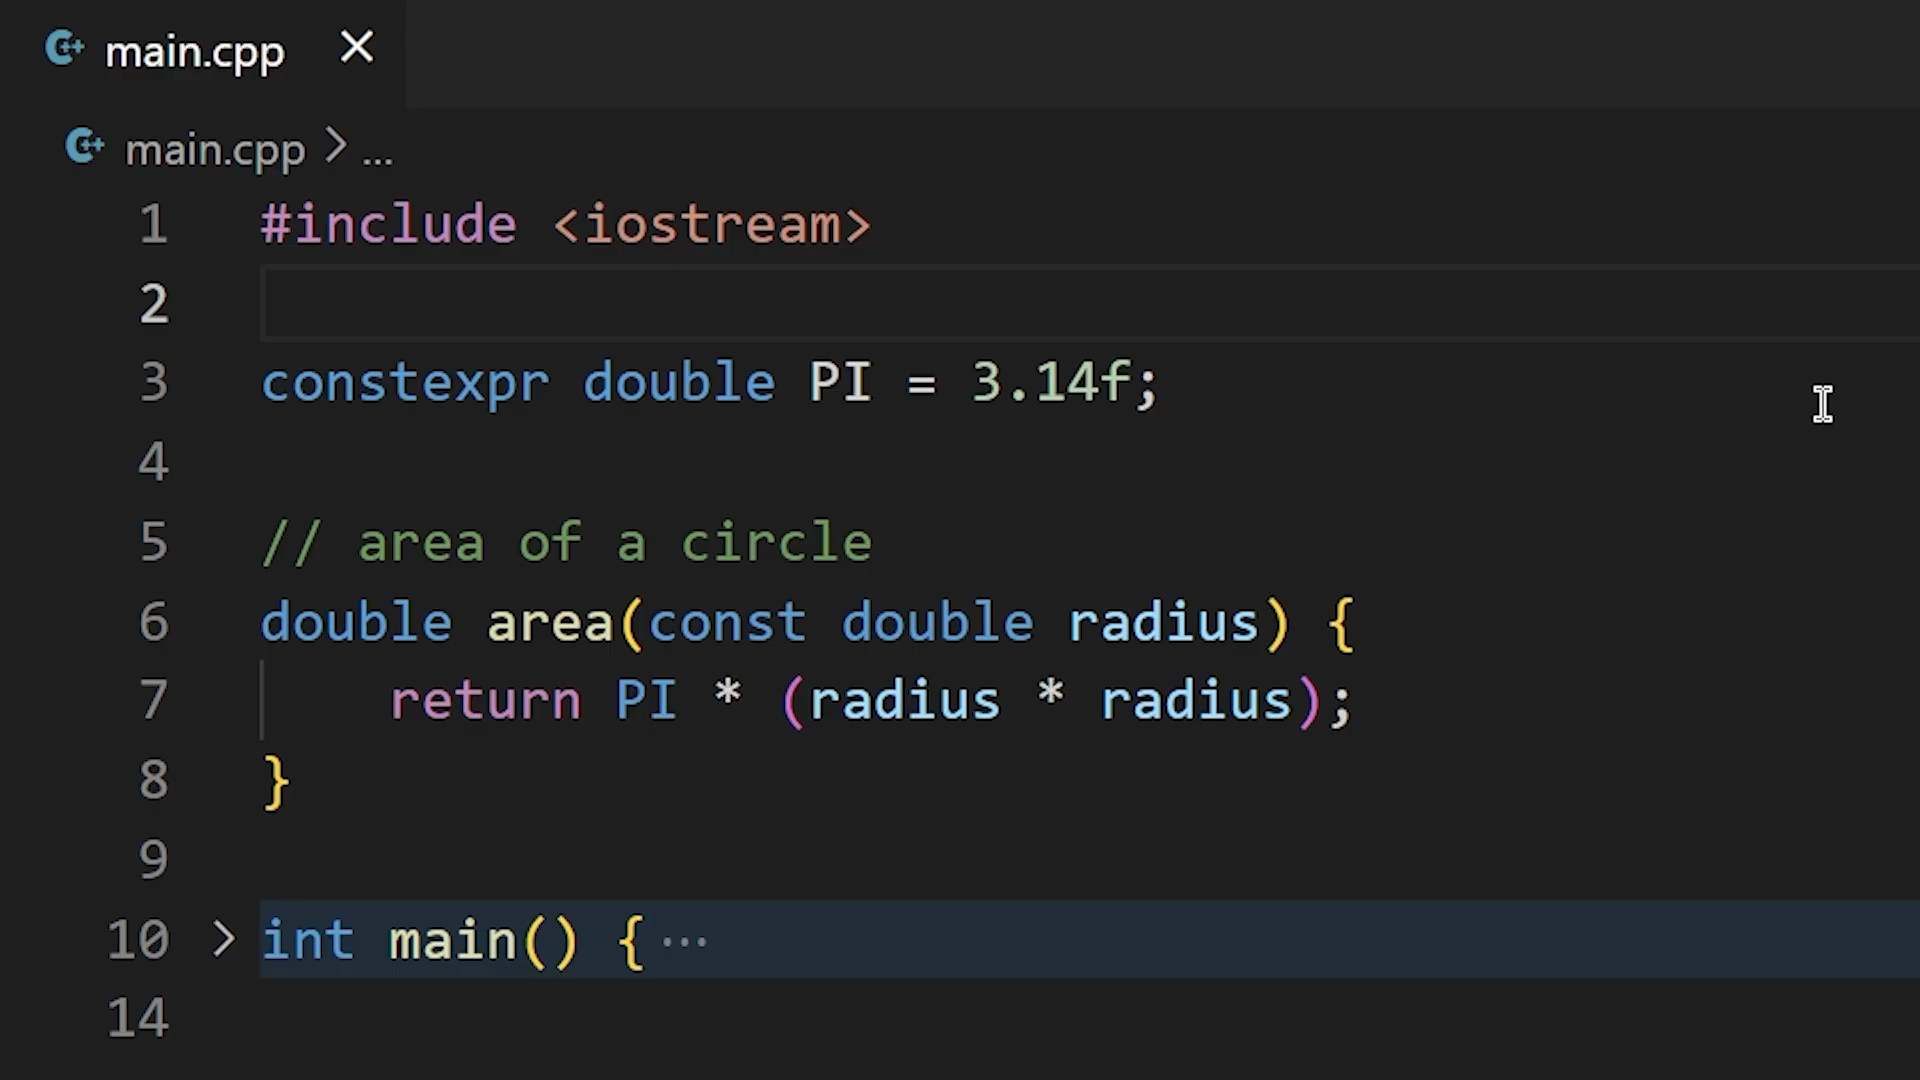 main.cpp
main.cpp > ...
1 #include <iostream>
2
3 constexpr double PI = 3.14f;
4
5 // area of a circle
6 double area(const double radius) {
7     return PI * (radius * radius);
8 }
9
10 > int main() { ···
14